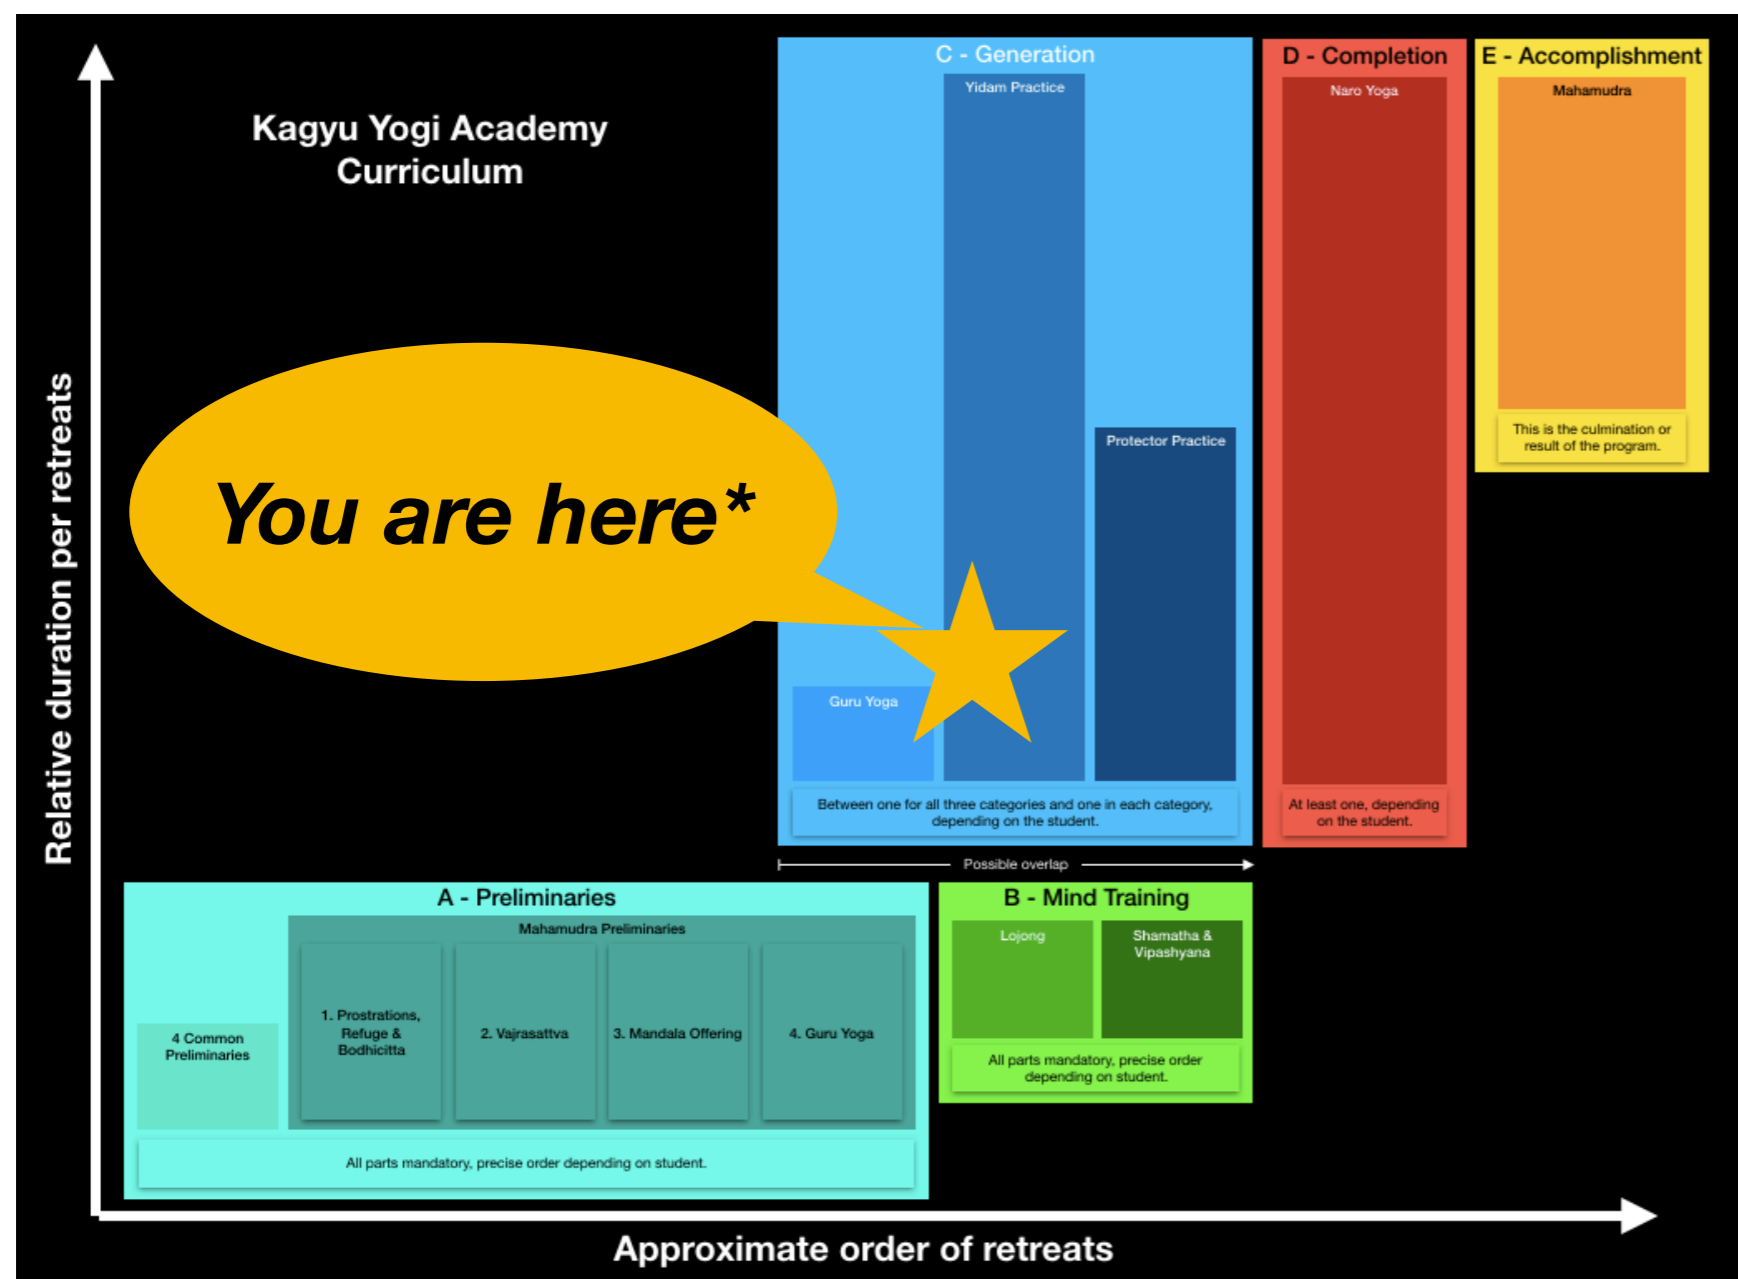 Kagyu Yogi Academy
Curriculum
Relative duration per retreats
You are here*
C - Generation
Yidam Practice
Protector Practice
Guru Yoga
Between one for all three categories and one in each category,
depending on the student.
D - Completion
Naro Yoga
At least one, depending
on the student.
E - Accomplishment
Mahamudra
This is the culmination or
result of the program.
Possible overlap
A - Preliminaries
Mahamudra Preliminaries
4 Common
Preliminaries
1. Prostrations,
Refuge &
Bodhicitta
2. Vajrasattva
3. Mandala Offering
4. Guru Yoga
All parts mandatory, precise order depending on student.
B - Mind Training
Lojong
Shamatha &
Vipashyana
All parts mandatory, precise order
depending on student.
Approximate order of retreats